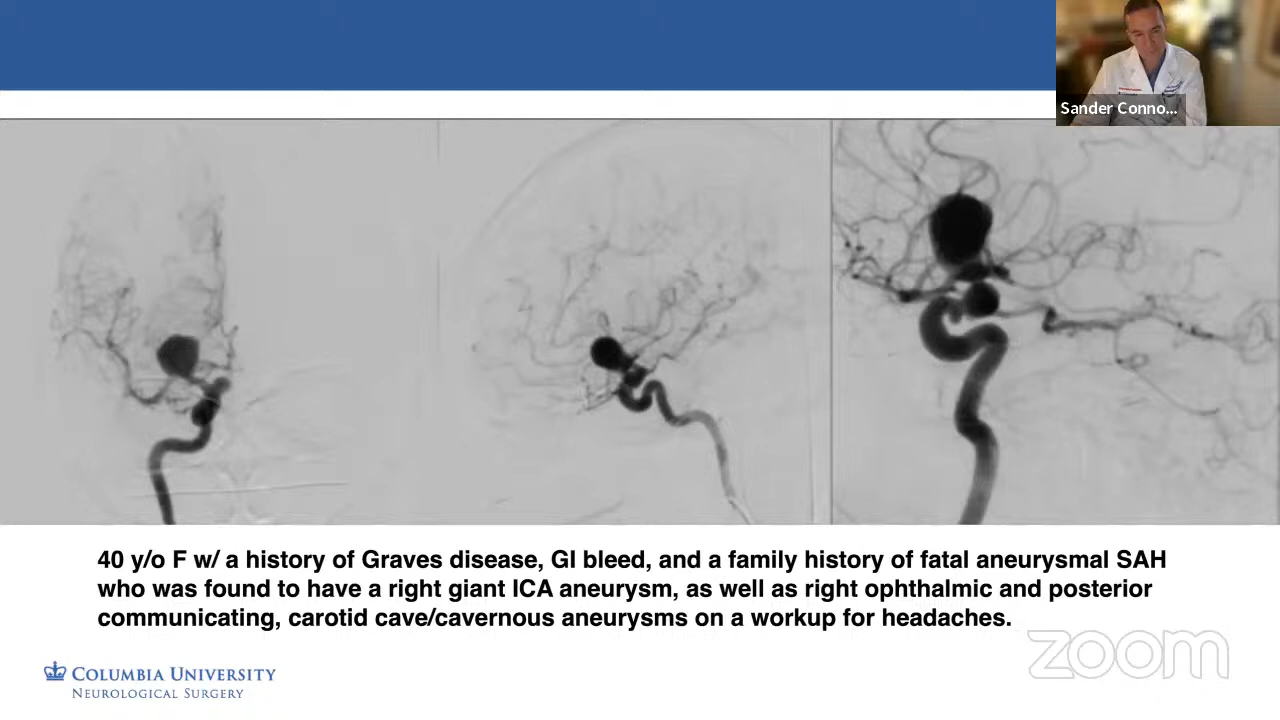 Sander Conno...
40 y/o F w/ a history of Graves disease, GI bleed, and a family history of fatal aneurysmal SAH
who was found to have a right giant ICA aneurysm, as well as right ophthalmic and posterior
communicating, carotid cave/cavernous aneurysms on a workup for headaches.
zoom
COLUMBIA UNIVERSITY
NEUROLOGICAL SURGERY